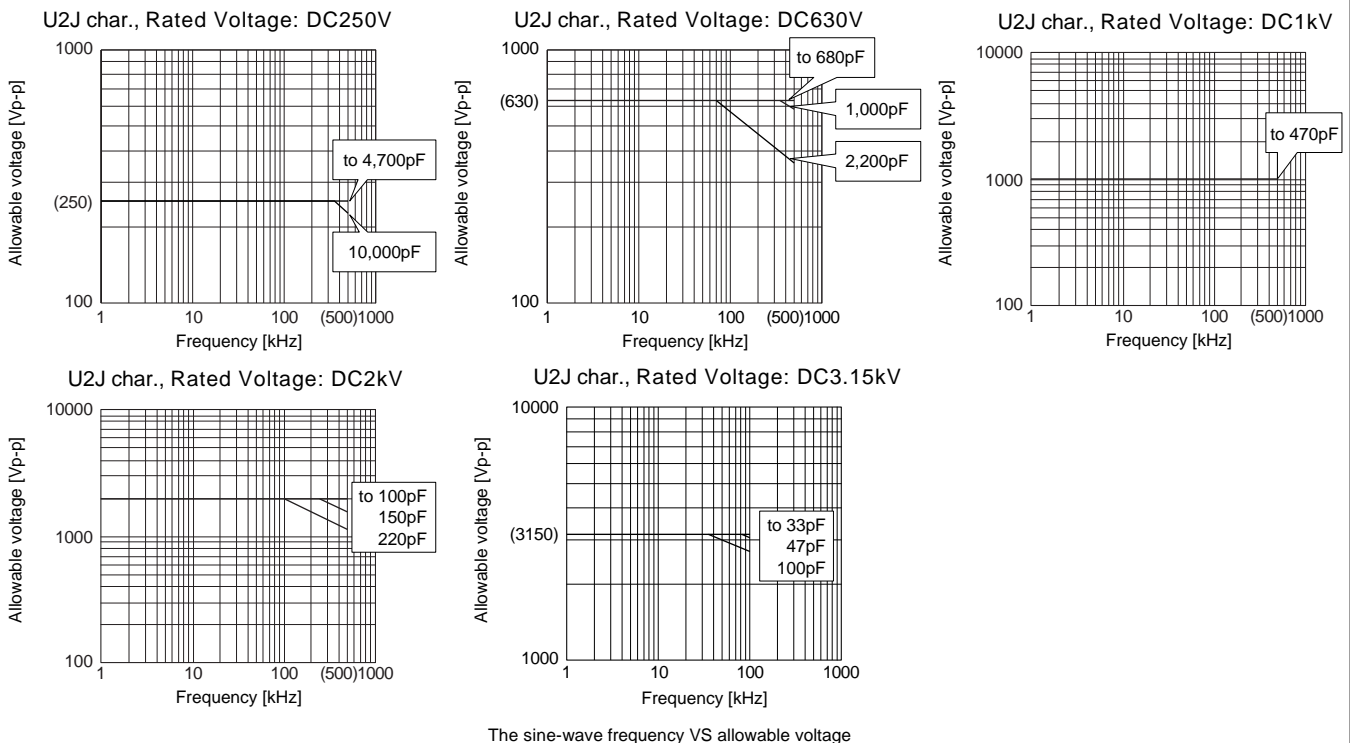 U2J char., Rated Voltage: DC250V
Allowable voltage [Vp-p]
1000
(250)
100
to 4,700pF
10,000pF
1 10 100 (500)1000
Frequency [kHz]
U2J char., Rated Voltage: DC630V
Allowable voltage [Vp-p]
1000
(630)
100
to 680pF
1,000pF
2,200pF
1 10 100 (500)1000
Frequency [kHz]
U2J char., Rated Voltage: DC1kV
Allowable voltage [Vp-p]
10000
1000
100
to 470pF
1 10 100 (500)1000
Frequency [kHz]
U2J char., Rated Voltage: DC2kV
Allowable voltage [Vp-p]
10000
1000
100
to 100pF
150pF
220pF
1 10 100 (500)1000
Frequency [kHz]
U2J char., Rated Voltage: DC3.15kV
Allowable voltage [Vp-p]
10000
(3150)
1000
to 33pF
47pF
100pF
1 10 100 1000
Frequency [kHz]
The sine-wave frequency VS allowable voltage